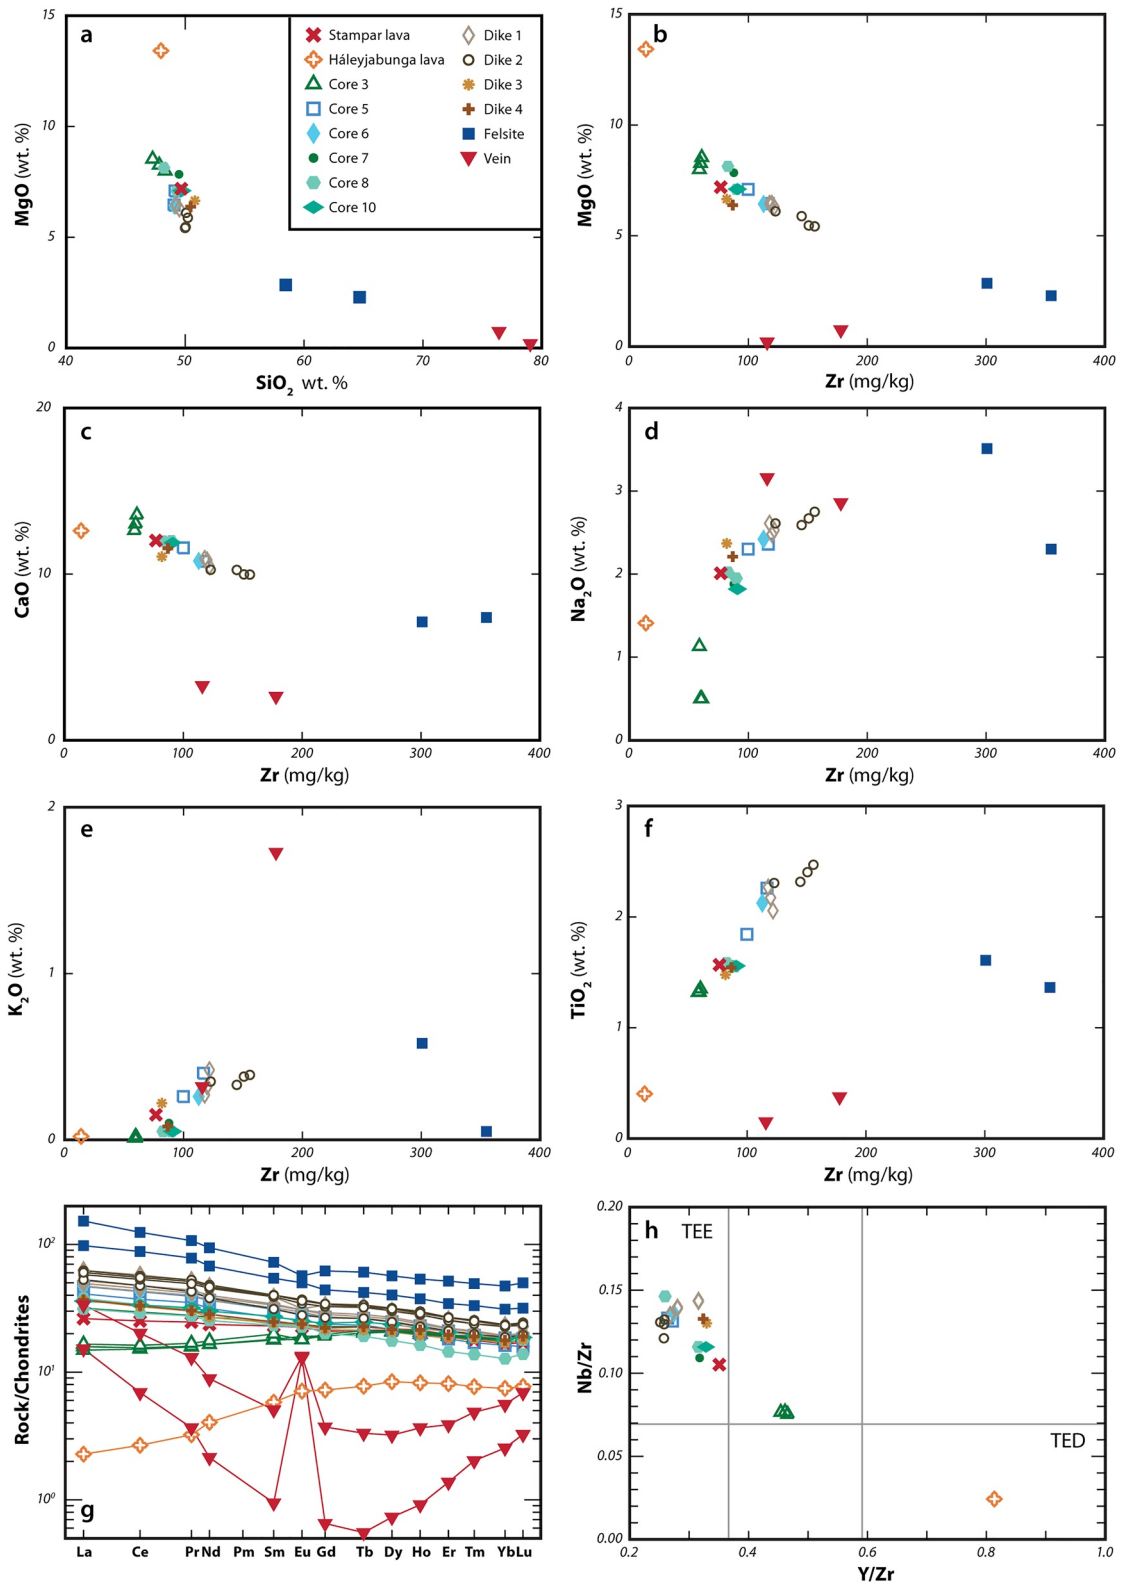 a
15
10
5
0
MgO (wt. %)
40
50
60
70
80
SiO2 wt. %
Stampar lava
Háleyjabunga lava
Core 3
Core 5
Core 6
Core 7
Core 8
Core 10
Dike 1
Dike 2
Dike 3
Dike 4
Felsite
Vein
b
15
10
5
0
MgO (wt. %)
0
100
200
300
400
Zr (mg/kg)
c
20
10
0
CaO (wt. %)
0
100
200
300
400
Zr (mg/kg)
d
4
3
2
1
0
Na2O (wt. %)
0
100
200
300
400
Zr (mg/kg)
e
2
1
0
K2O (wt. %)
0
100
200
300
400
Zr (mg/kg)
f
3
2
1
0
TiO2 (wt. %)
0
100
200
300
400
Zr (mg/kg)
10²
10¹
10⁰
Rock/Chondrites
g
La Ce Pr Nd Pm Sm Eu Gd Tb Dy Ho Er Tm Yb Lu
h
TEE
TED
0.20
0.15
0.10
0.05
0.00
Nb/Zr
0.2
0.4
0.6
0.8
1.0
Y/Zr